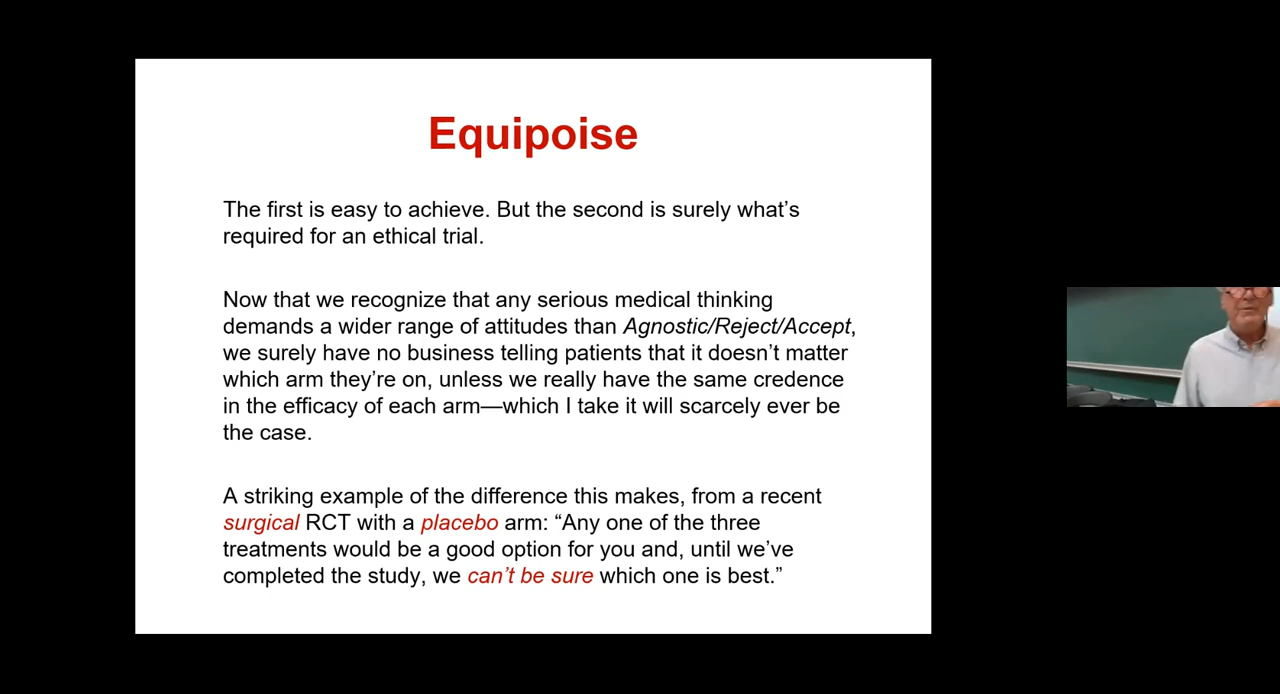 Equipoise
The first is easy to achieve. But the second is surely what’s
required for an ethical trial.
Now that we recognize that any serious medical thinking
demands a wider range of attitudes than Agnostic/Reject/Accept,
we surely have no business telling patients that it doesn’t matter
which arm they’re on, unless we really have the same credence
in the efficacy of each arm—which I take it will scarcely ever be
the case.
A striking example of the difference this makes, from a recent
surgical RCT with a placebo arm: “Any one of the three
treatments would be a good option for you and, until we’ve
completed the study, we can’t be sure which one is best.”